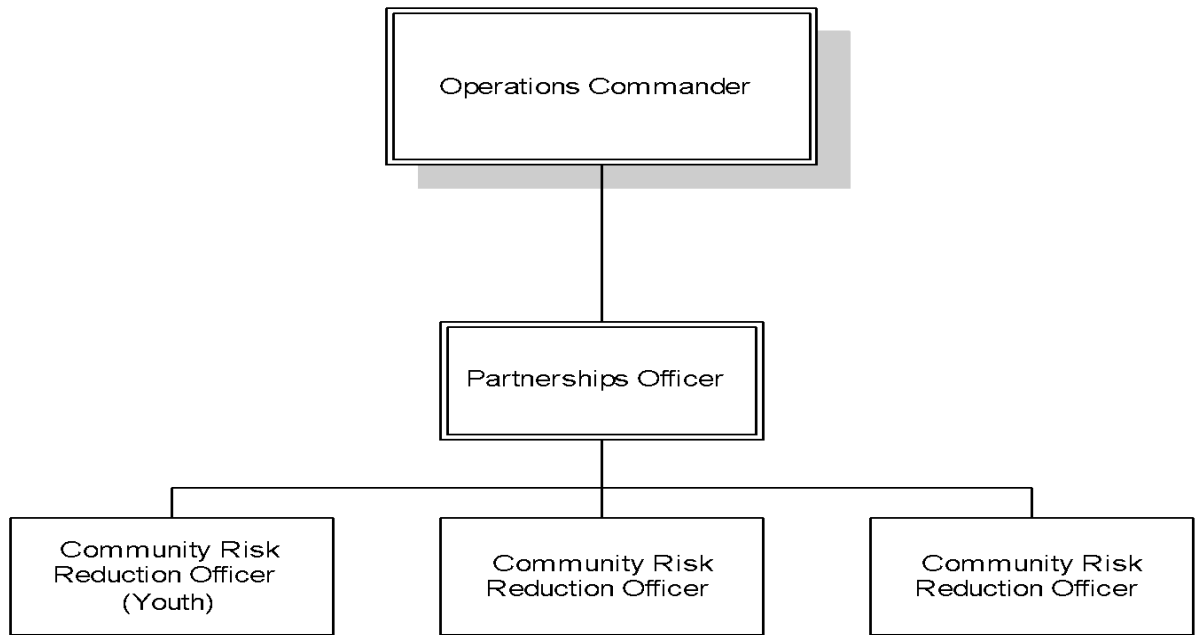 Operations Commander
Partnerships Officer
Community Risk
Reduction Officer
(Youth)
Community Risk
Reduction Officer
Community Risk
Reduction Officer